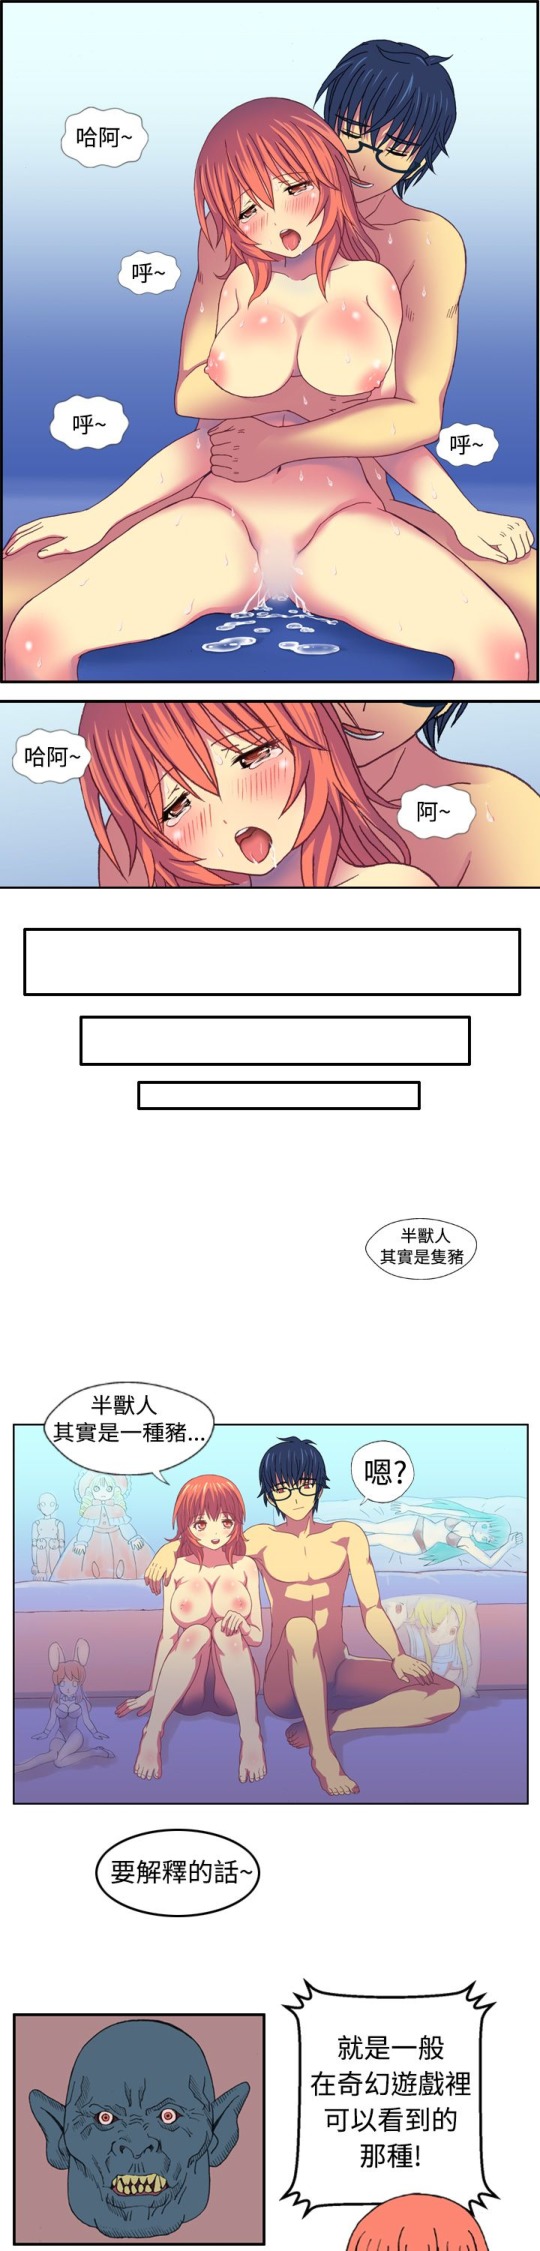 哈阿~
呼~
呼~
呼~
哈阿~
阿~
半獸人
其實是隻豬
半獸人
其實是一種豬...
嗯?
要解釋的話~
就是一般
在奇幻遊戲裡
可以看到的
那種!